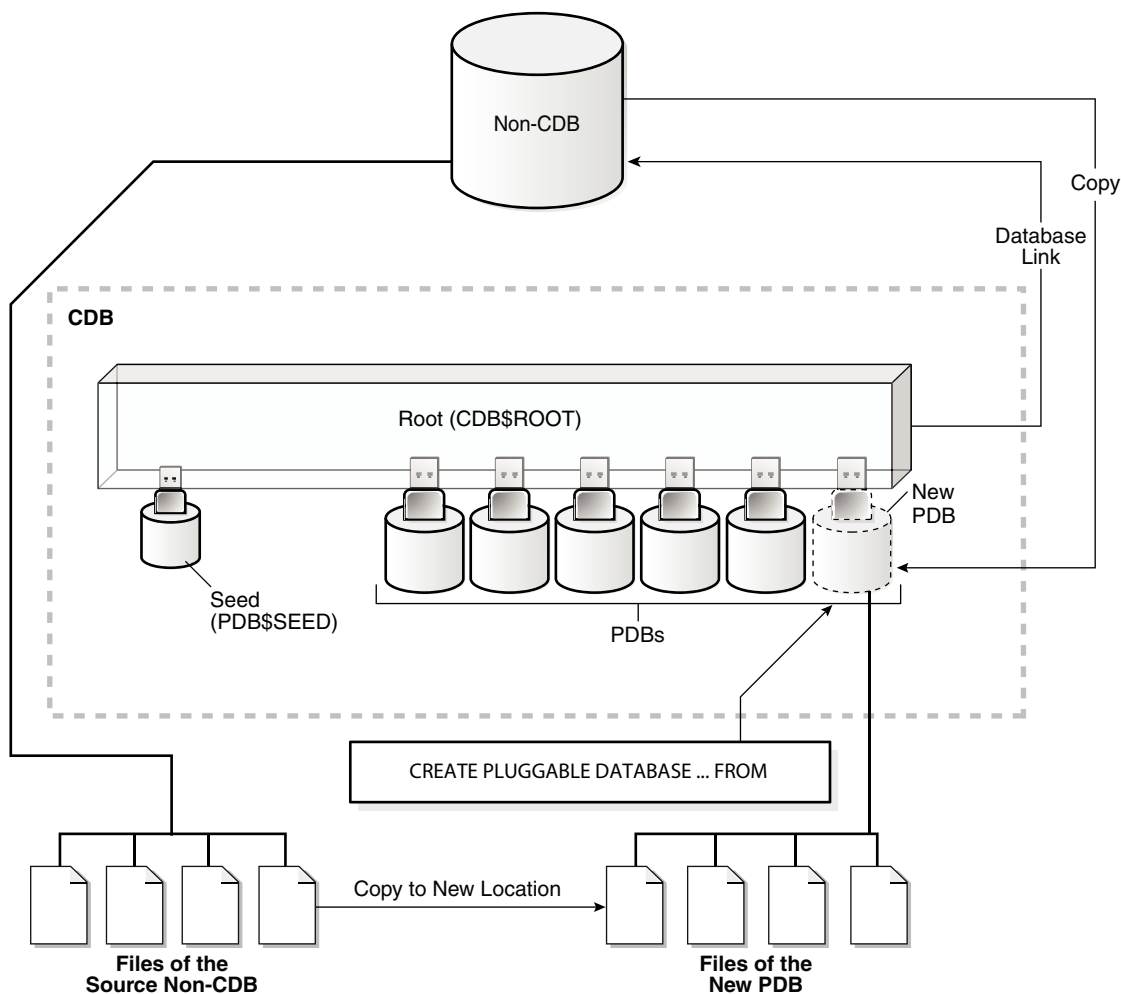 Non-CDB
Copy
Database
Link
CDB
Root (CDB$ROOT)
New
PDB
Seed
(PDB$SEED)
PDBs
CREATE PLUGGABLE DATABASE ... FROM
Copy to New Location
Files of the
Source Non-CDB
Files of the
New PDB